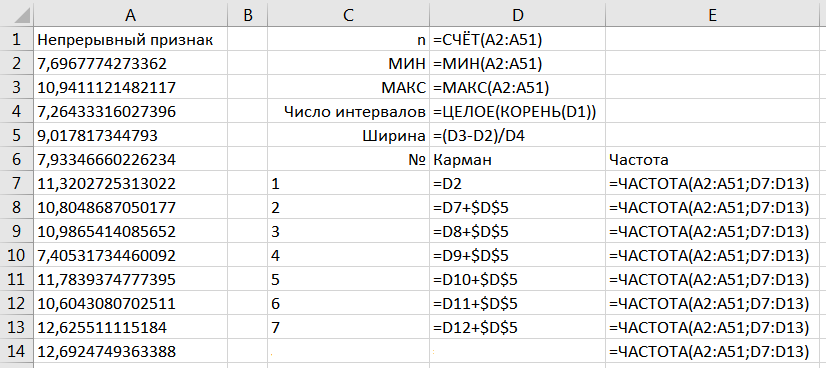 A B C D E
1 Непрерывный признак n =СЧЁТ(A2:A51)
2 7,6967774273362 МИН =МИН(A2:A51)
3 10,9411121482117 МАКС =МАКС(A2:A51)
4 7,26433316027396 Число интервалов =ЦЕЛОЕ(КОРЕНЬ(D1))
5 9,017817344793 Ширина =(D3-D2)/D4
6 7,93346660226234 № Карман Частота
7 11,3202725313022 1 =D2 =ЧАСТОТА(A2:A51;D7:D13)
8 10,8048687050177 2 =D7+$D$5 =ЧАСТОТА(A2:A51;D7:D13)
9 10,9865414085652 3 =D8+$D$5 =ЧАСТОТА(A2:A51;D7:D13)
10 7,40531734460092 4 =D9+$D$5 =ЧАСТОТА(A2:A51;D7:D13)
11 11,7839374777395 5 =D10+$D$5 =ЧАСТОТА(A2:A51;D7:D13)
12 10,6043080702511 6 =D11+$D$5 =ЧАСТОТА(A2:A51;D7:D13)
13 12,625511115184 7 =D12+$D$5 =ЧАСТОТА(A2:A51;D7:D13)
14 12,6924749363388 =ЧАСТОТА(A2:A51;D7:D13)